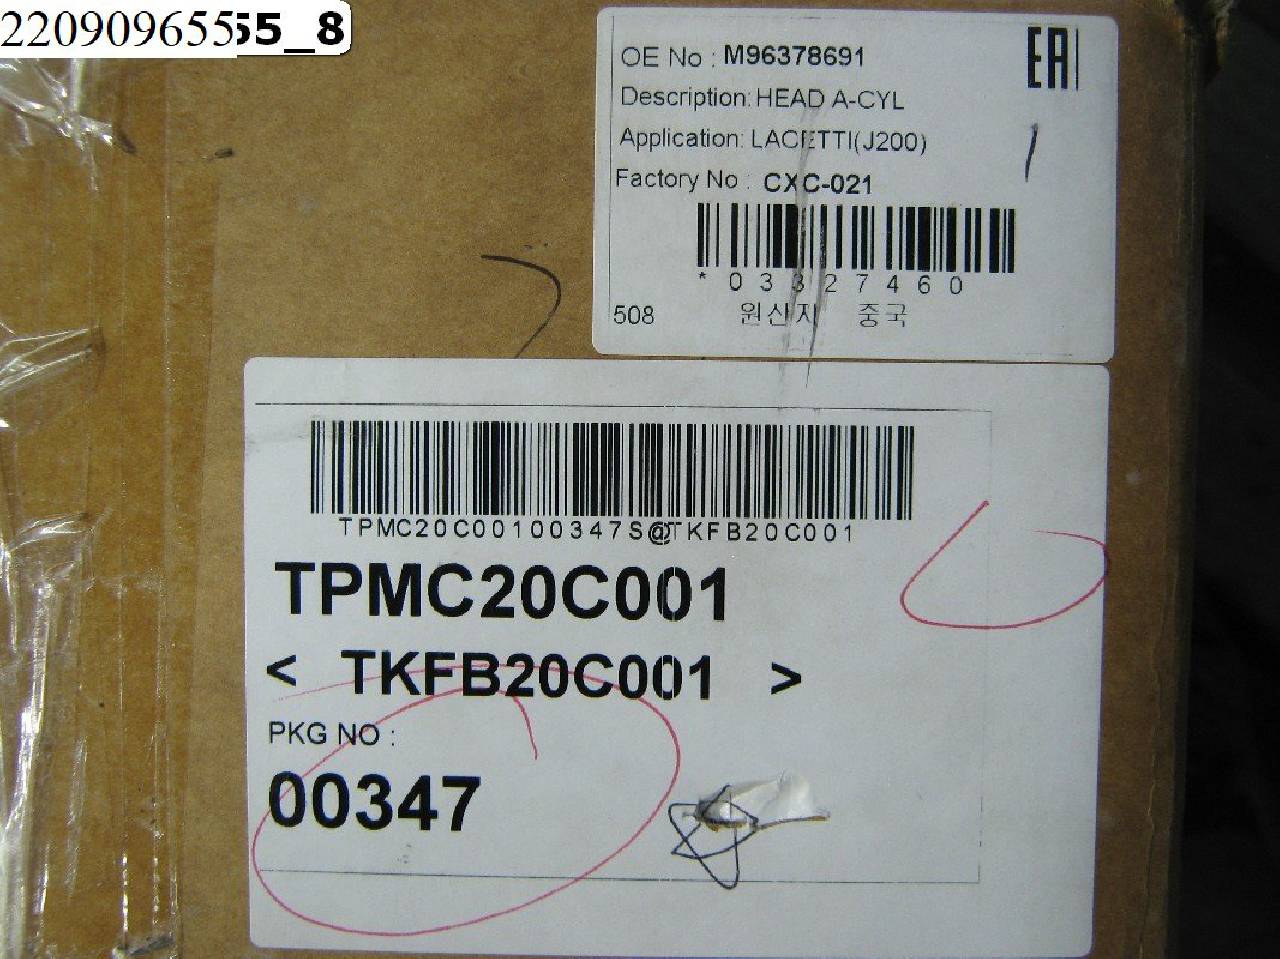 22090965555_8
OE No : M96378691
EAC
Description: HEAD A-CYL
Application: LACETTI(J200)
Factory No : CXC-021
*03327460
508 원산지 중국
TPMC20C00100347S@TKFB20C001
TPMC20C001
< TKFB20C001 >
PKG NO :
00347